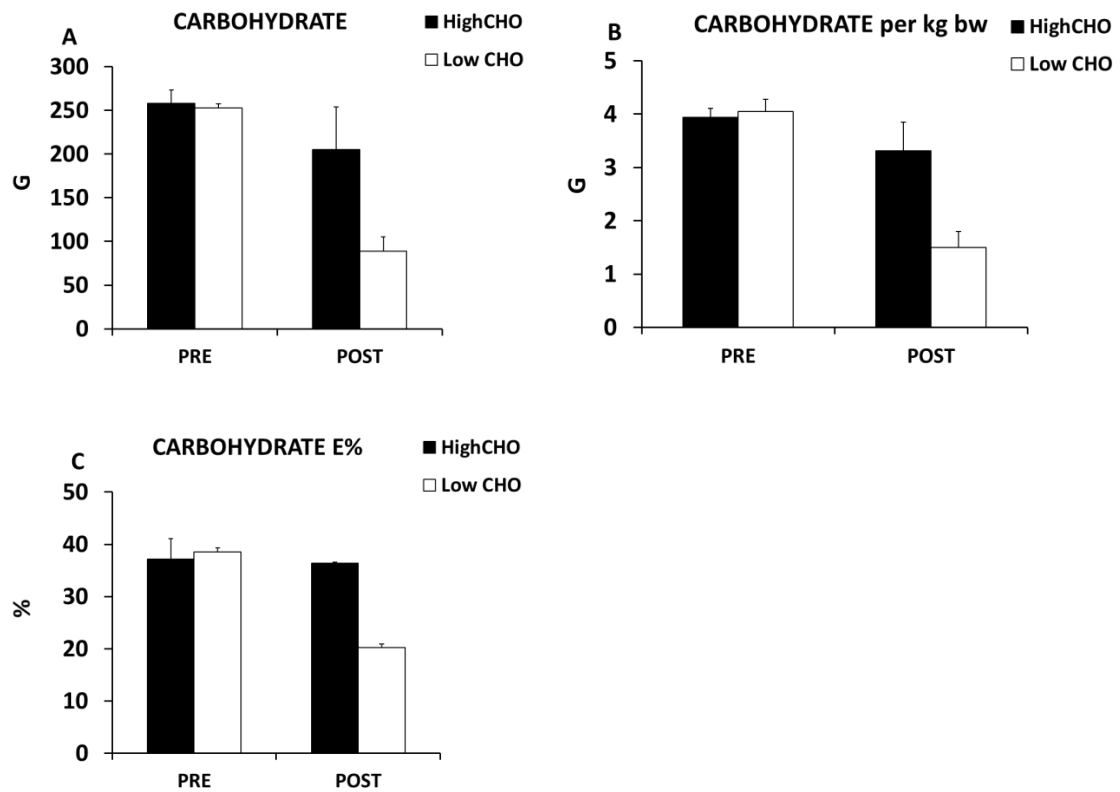 A
CARBOHYDRATE
HighCHO
Low CHO
300
250
200
150
100
50
0
G
PRE
POST
B
CARBOHYDRATE per kg bw
HighCHO
Low CHO
5
4
3
2
1
0
G
PRE
POST
C
CARBOHYDRATE E%
HighCHO
Low CHO
50
40
30
20
10
0
%
PRE
POST